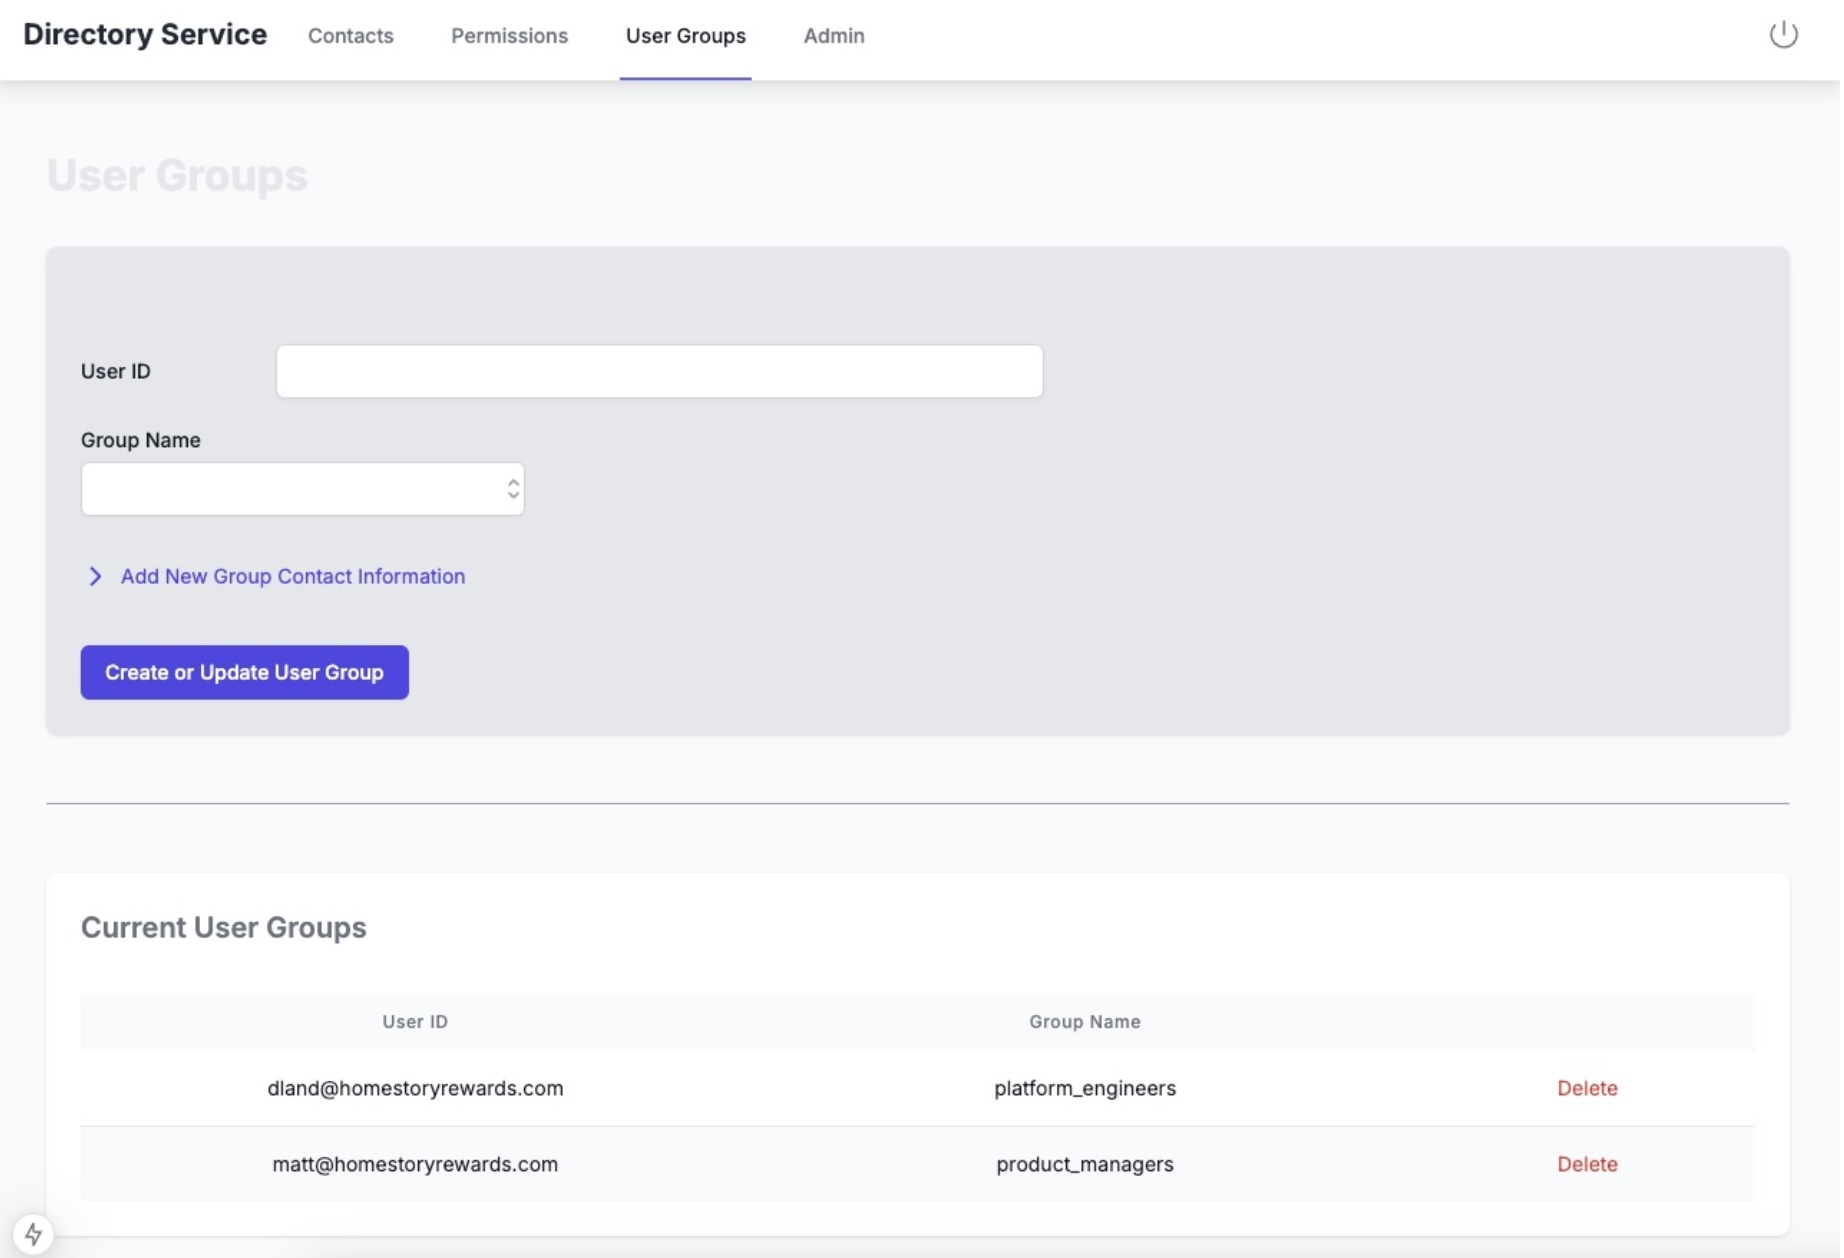 Directory Service Contacts Permissions User Groups Admin
User Groups
User ID
Group Name
Add New Group Contact Information
Create or Update User Group
Current User Groups
User ID Group Name
dland@homestoryrewards.com platform_engineers Delete
matt@homestoryrewards.com product_managers Delete